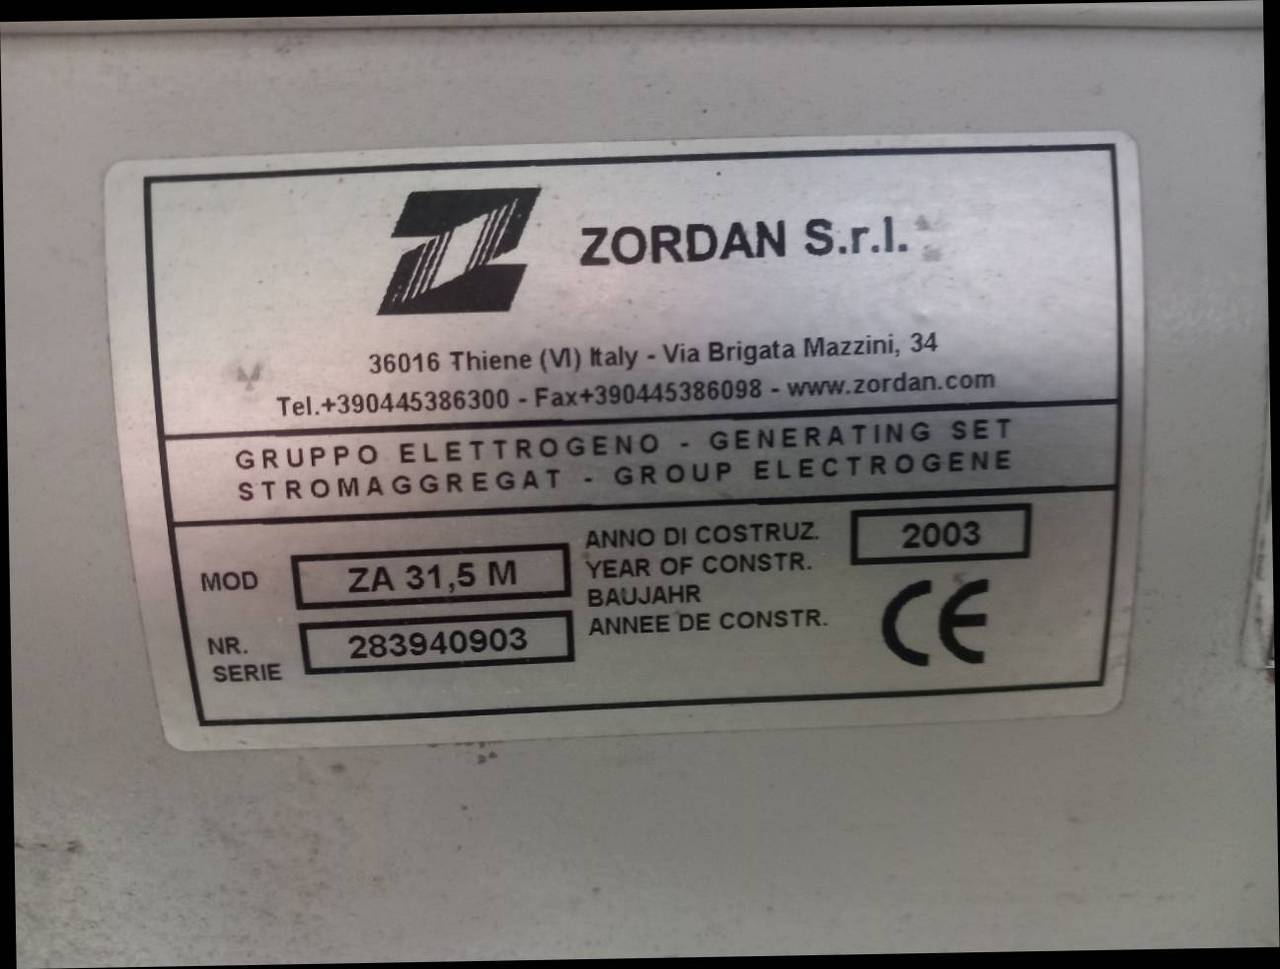 ZORDAN S.r.l.
36016 Thiene (VI) Italy - Via Brigata Mazzini, 34
Tel.+390445386300 - Fax+390445386098 - www.zordan.com
GRUPPO ELETTROGENO - GENERATING SET
STROMAGGREGAT - GROUP ELECTROGENE
MOD ZA 31,5 M
NR. SERIE 283940903
ANNO DI COSTRUZ. 2003
YEAR OF CONSTR.
BAUJAHR
ANNEE DE CONSTR.
CE